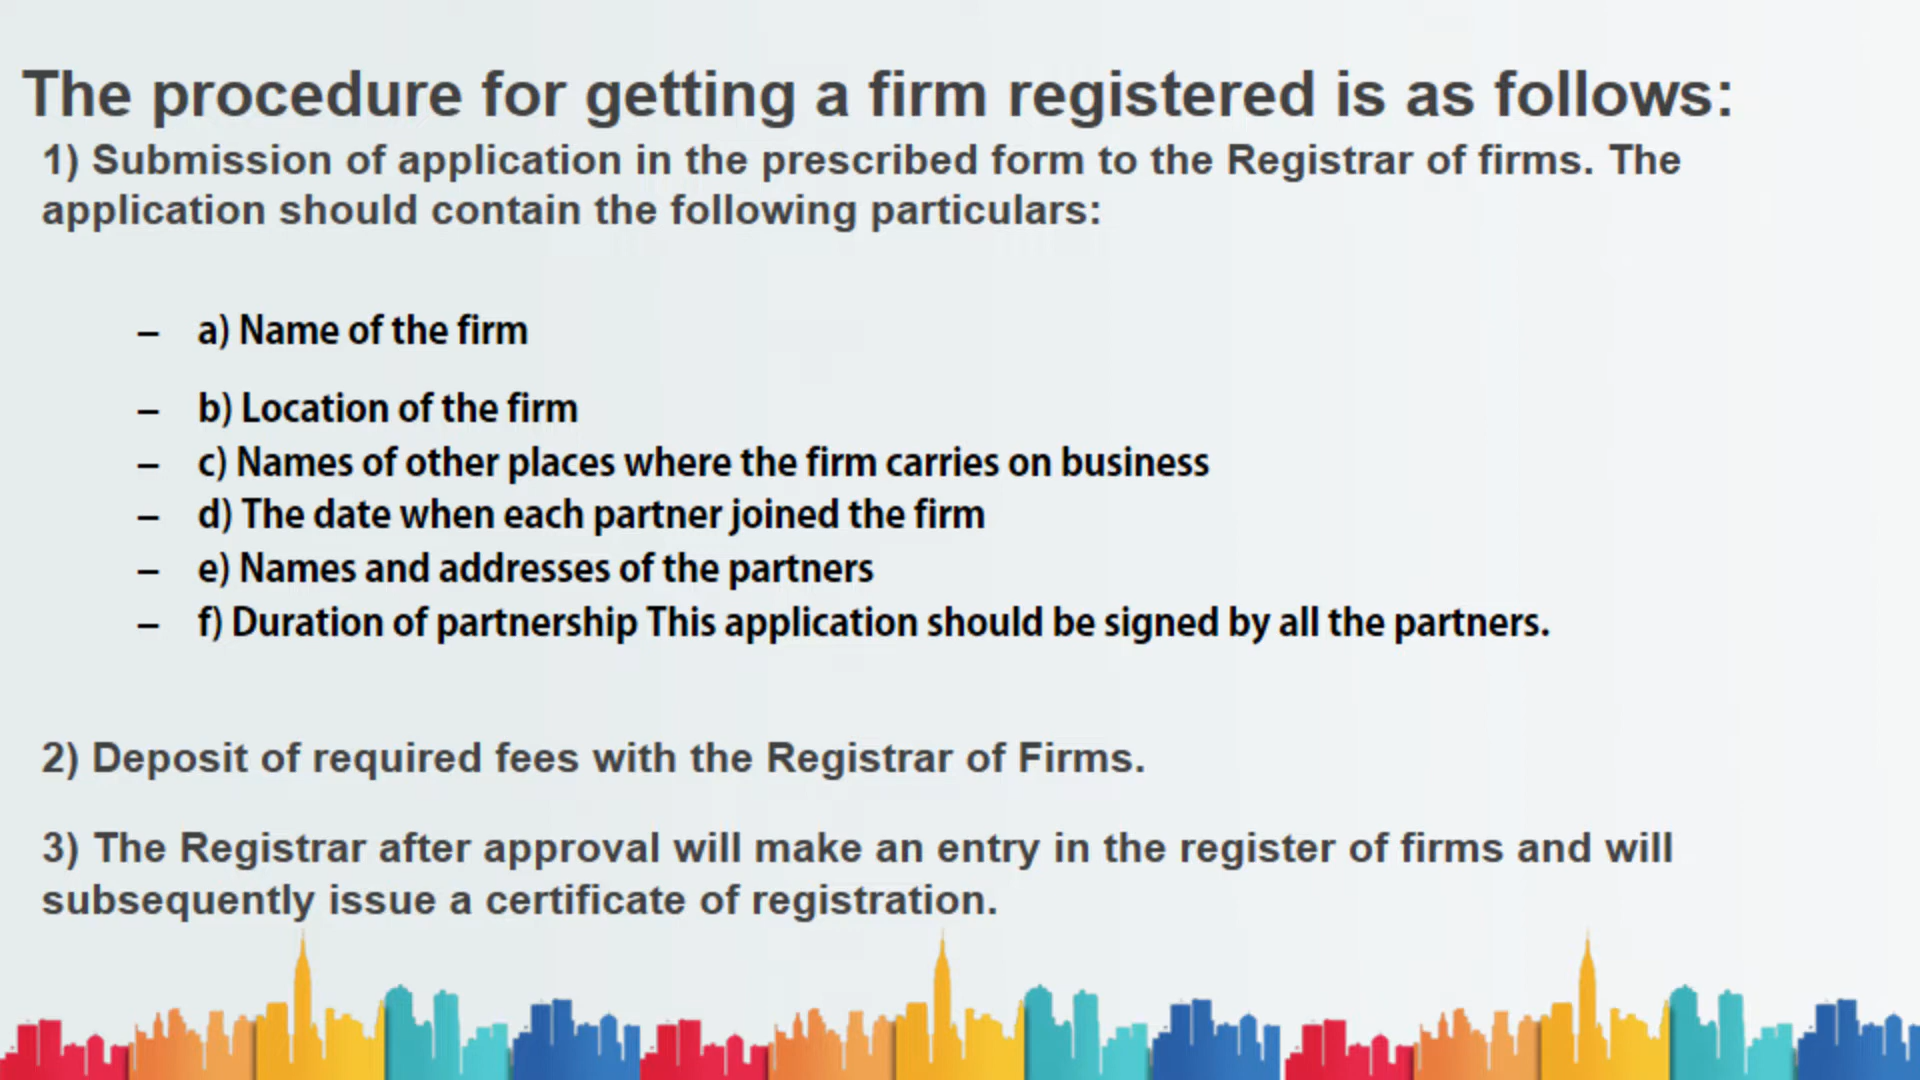 The procedure for getting a firm registered is as follows:
1) Submission of application in the prescribed form to the Registrar of firms. The
application should contain the following particulars:
– a) Name of the firm
– b) Location of the firm
– c) Names of other places where the firm carries on business
– d) The date when each partner joined the firm
– e) Names and addresses of the partners
– f) Duration of partnership This application should be signed by all the partners.
2) Deposit of required fees with the Registrar of Firms.
3) The Registrar after approval will make an entry in the register of firms and will
subsequently issue a certificate of registration.